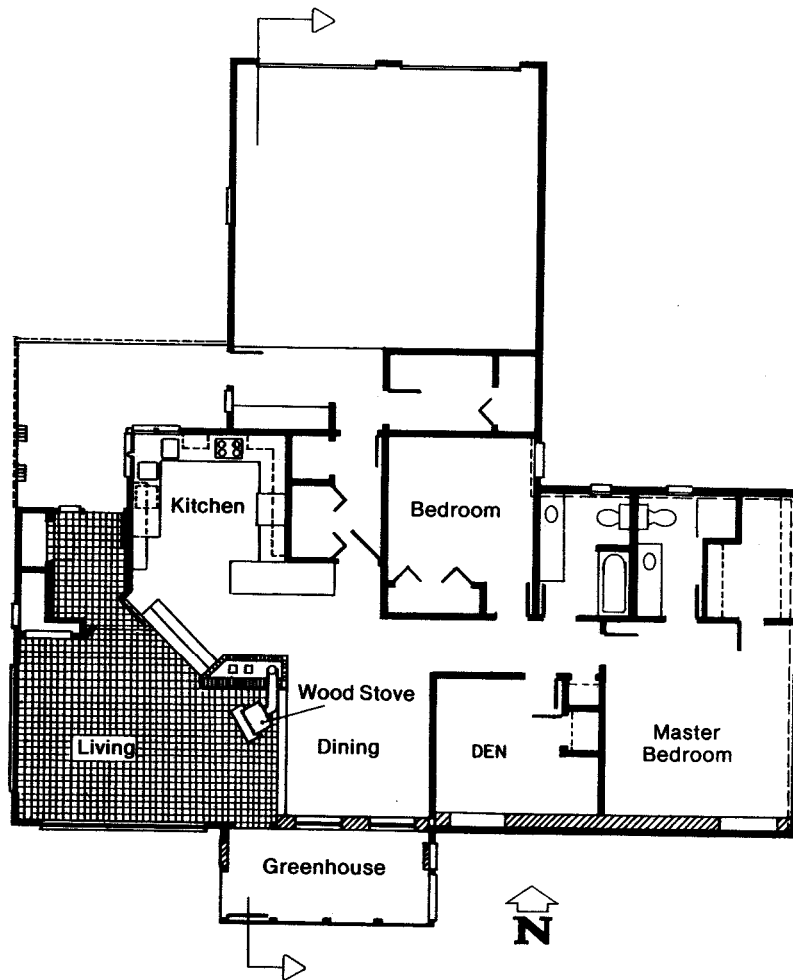 Kitchen
Bedroom
Wood Stove
Living
Dining
DEN
Master
Bedroom
Greenhouse
N